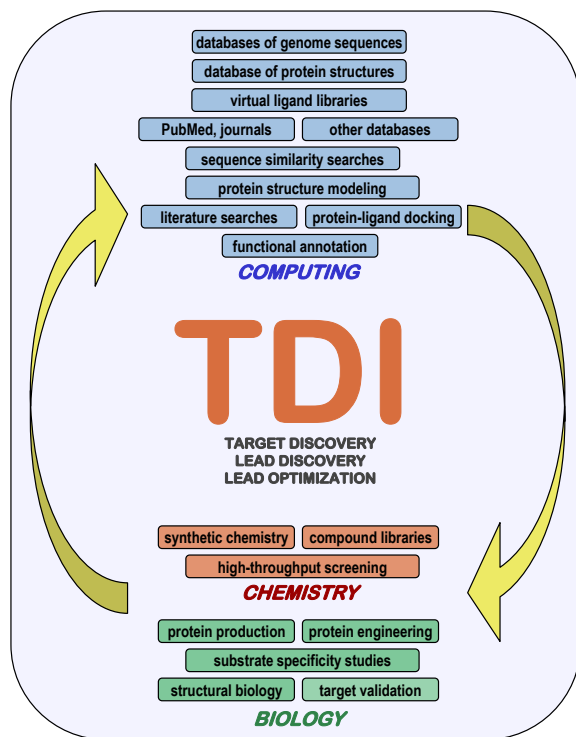 databases of genome sequences
database of protein structures
virtual ligand libraries
PubMed, journals other databases
sequence similarity searches
protein structure modeling
literature searches protein-ligand docking
functional annotation
COMPUTING
TDI
TARGET DISCOVERY
LEAD DISCOVERY
LEAD OPTIMIZATION
synthetic chemistry compound libraries
high-throughput screening
CHEMISTRY
protein production protein engineering
substrate specificity studies
structural biology target validation
BIOLOGY